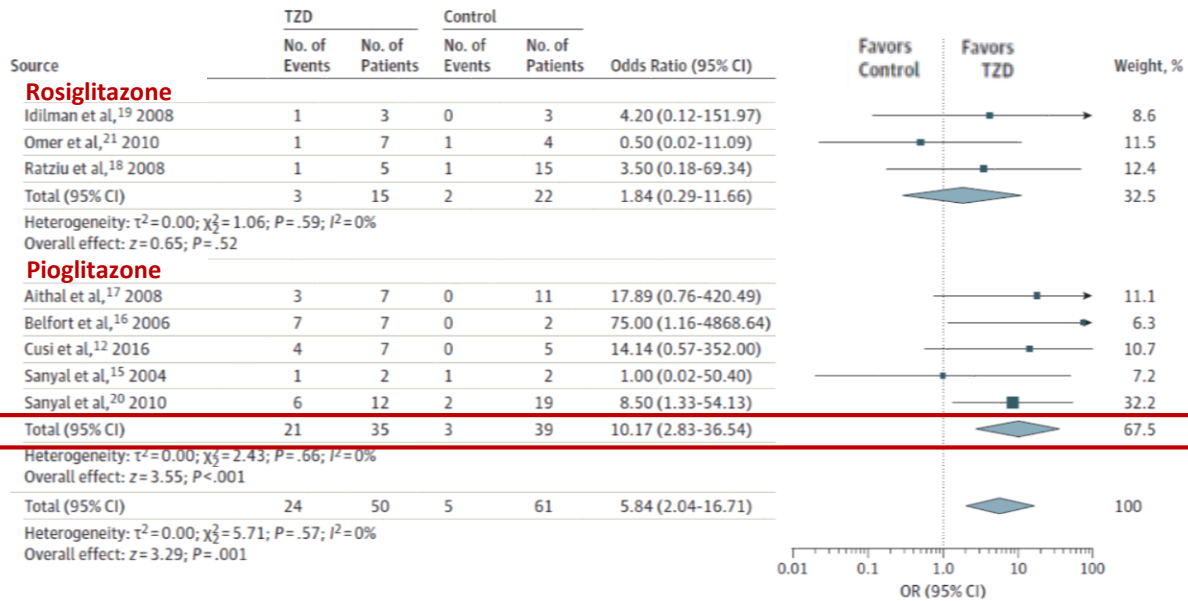 TZD Control
Favors Control Favors TZD
Source No. of Events No. of Patients No. of Events No. of Patients Odds Ratio (95% CI) Weight, %
Rosiglitazone
Idilman et al,19 2008 1 3 0 3 4.20 (0.12-151.97) 8.6
Omer et al,21 2010 1 7 1 4 0.50 (0.02-11.09) 11.5
Ratziu et al,18 2008 1 5 1 15 3.50 (0.18-69.34) 12.4
Total (95% CI) 3 15 2 22 1.84 (0.29-11.66) 32.5
Heterogeneity: τ²=0.00; χ²₂=1.06; P=.59; I²=0%
Overall effect: z=0.65; P=.52
Pioglitazone
Aithal et al,17 2008 3 7 0 11 17.89 (0.76-420.49) 11.1
Belfort et al,16 2006 7 7 0 2 75.00 (1.16-4868.64) 6.3
Cusi et al,12 2016 4 7 0 5 14.14 (0.57-352.00) 10.7
Sanyal et al,15 2004 1 2 1 2 1.00 (0.02-50.40) 7.2
Sanyal et al,20 2010 6 12 2 19 8.50 (1.33-54.13) 32.2
Total (95% CI) 21 35 3 39 10.17 (2.83-36.54) 67.5
Heterogeneity: τ²=0.00; χ²₂=2.43; P=.66; I²=0%
Overall effect: z=3.55; P<.001
Total (95% CI) 24 50 5 61 5.84 (2.04-16.71) 100
Heterogeneity: τ²=0.00; χ²₂=5.71; P=.57; I²=0%
Overall effect: z=3.29; P=.001
0.01 0.1 1.0 10 100
OR (95% CI)